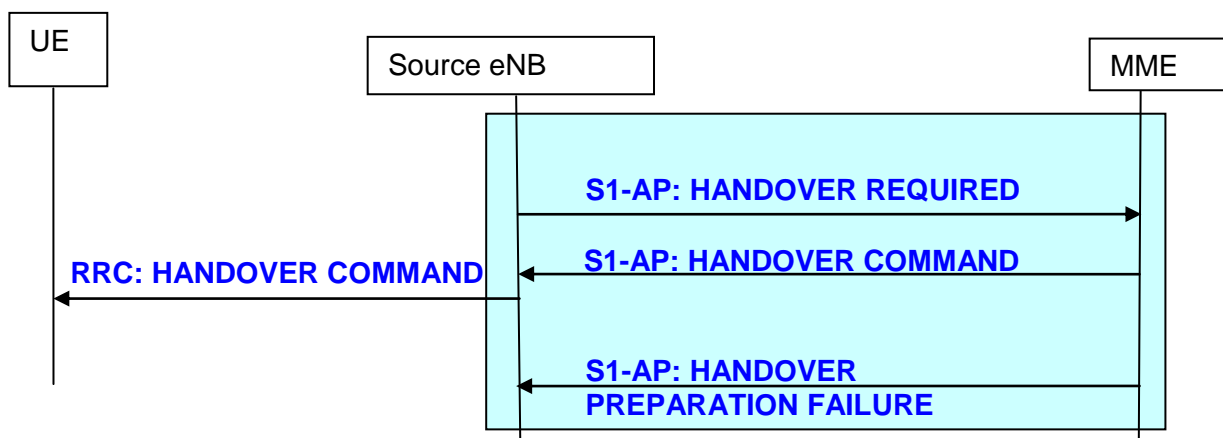 UE
Source eNB
MME
S1-AP: HANDOVER REQUIRED
S1-AP: HANDOVER COMMAND
RRC: HANDOVER COMMAND
S1-AP: HANDOVER
PREPARATION FAILURE